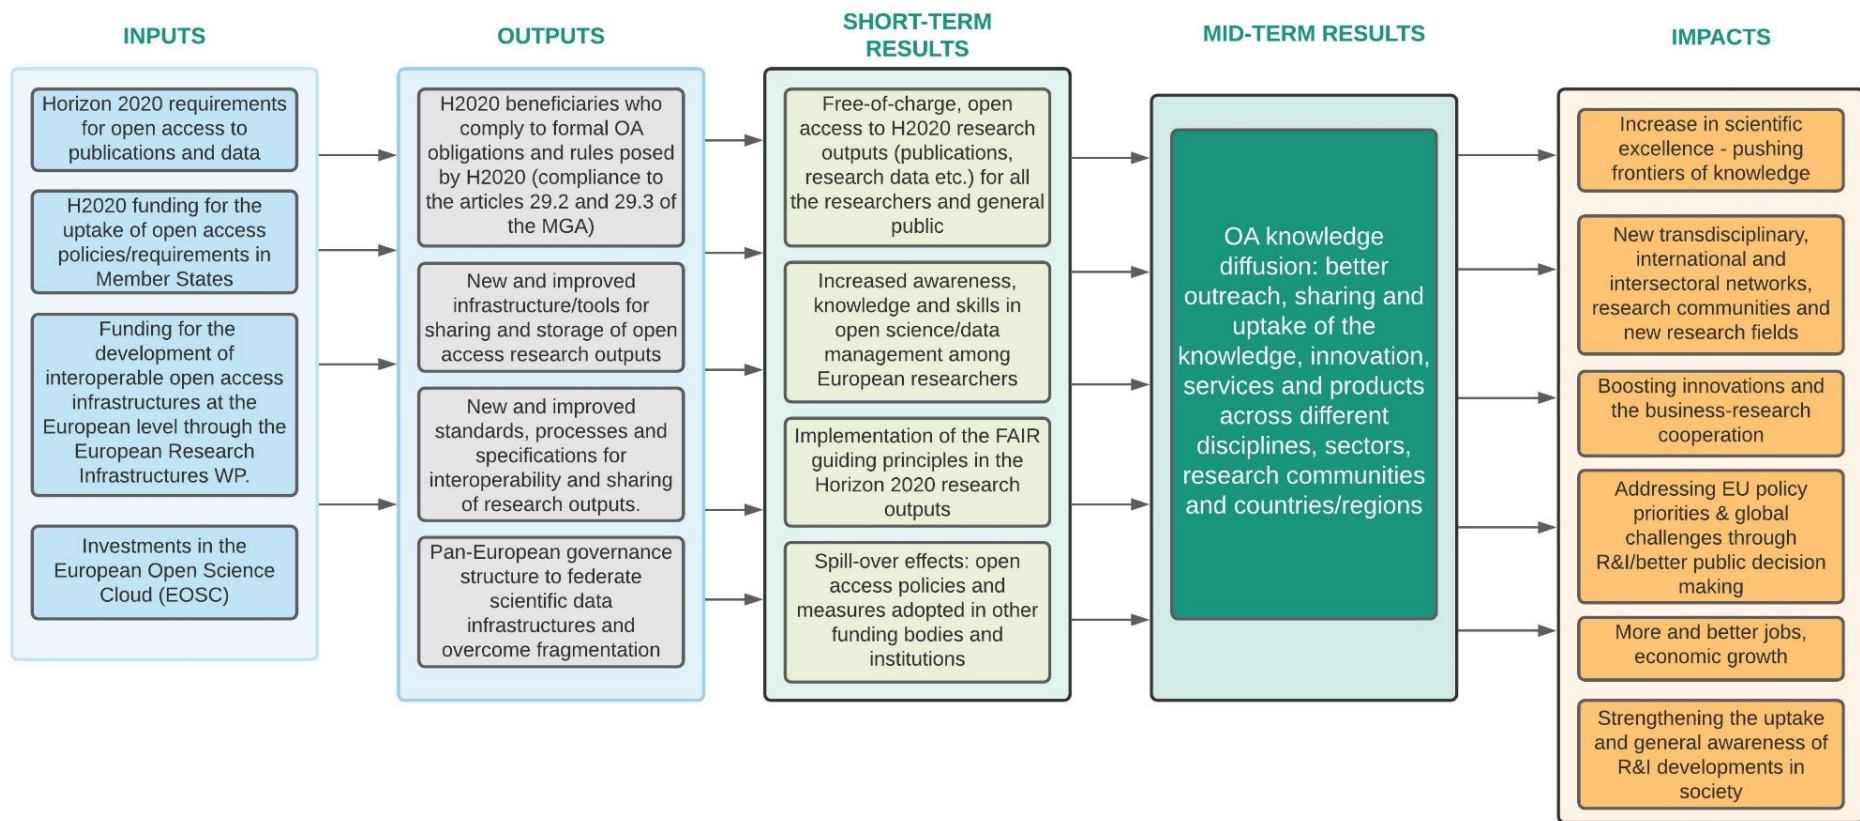 INPUTS
Horizon 2020 requirements
for open access to
publications and data
H2020 funding for the
uptake of open access
policies/requirements in
Member States
Funding for the
development of
interoperable open access
infrastructures at the
European level through the
European Research
Infrastructures WP.
Investments in the
European Open Science
Cloud (EOSC)
OUTPUTS
H2020 beneficiaries who
comply to formal OA
obligations and rules posed
by H2020 (compliance to
the articles 29.2 and 29.3 of
the MGA)
New and improved
infrastructure/tools for
sharing and storage of open
access research outputs
New and improved
standards, processes and
specifications for
interoperability and sharing
of research outputs.
Pan-European governance
structure to federate
scientific data
infrastructures and
overcome fragmentation
SHORT-TERM
RESULTS
Free-of-charge, open
access to H2020 research
outputs (publications,
research data etc.) for all
the researchers and general
public
Increased awareness,
knowledge and skills in
open science/data
management among
European researchers
Implementation of the FAIR
guiding principles in the
Horizon 2020 research
outputs
Spill-over effects: open
access policies and
measures adopted in other
funding bodies and
institutions
MID-TERM RESULTS
OA knowledge
diffusion: better
outreach, sharing and
uptake of the
knowledge, innovation,
services and products
across different
disciplines, sectors,
research communities
and countries/regions
IMPACTS
Increase in scientific
excellence - pushing
frontiers of knowledge
New transdisciplinary,
international and
intersectoral networks,
research communities and
new research fields
Boosting innovations and
the business-research
cooperation
Addressing EU policy
priorities & global
challenges through
R&I/better public decision
making
More and better jobs,
economic growth
Strengthening the uptake
and general awareness of
R&I developments in
society